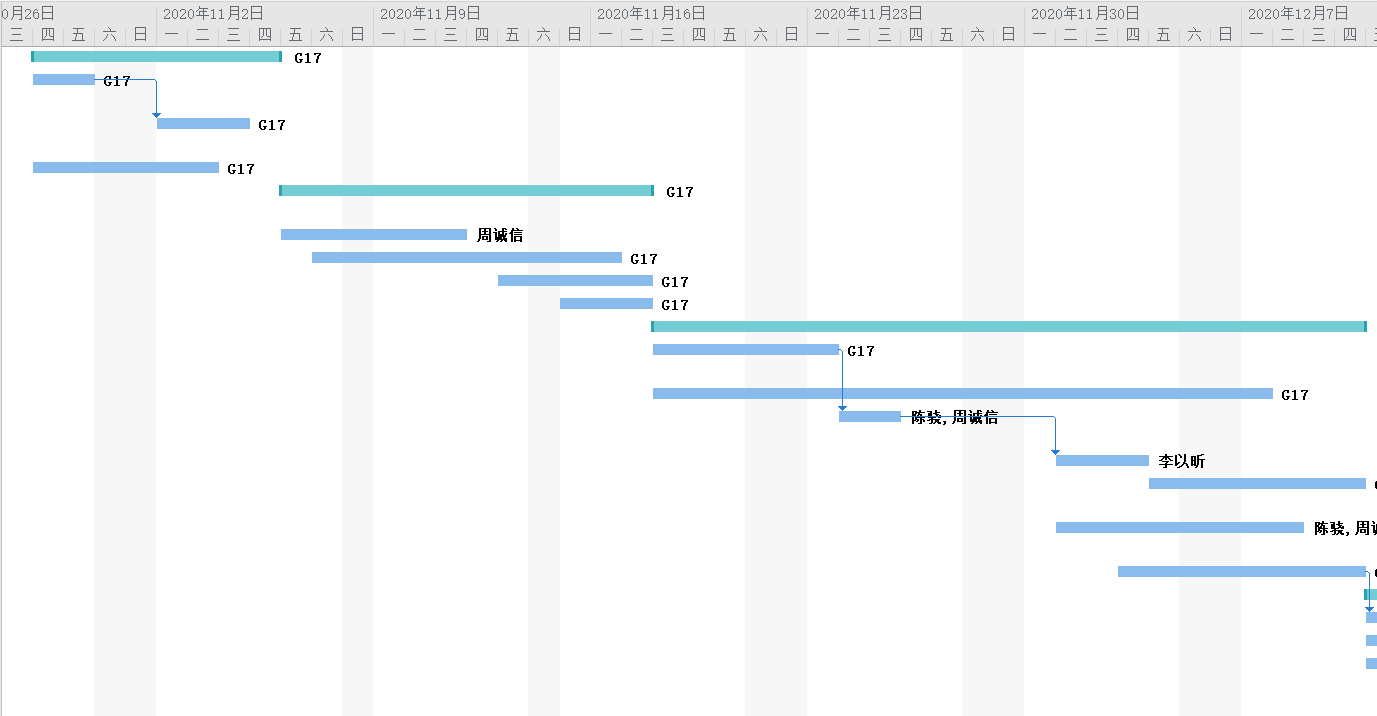 0月26日 2020年11月2日 2020年11月9日 2020年11月16日 2020年11月23日 2020年11月30日 2020年12月7日
三 四 五 六 日 一 二 三 四 五 六 日 一 二 三 四 五 六 日 一 二 三 四 五 六 日 一 二 三 四 五 六 日 一 二 三 四 五 六 日 一 二 三 四
G17
G17
G17
G17
G17
周诚信
G17
G17
G17
G17
G17
陈骁, 周诚信
李以昕
陈骁, 周